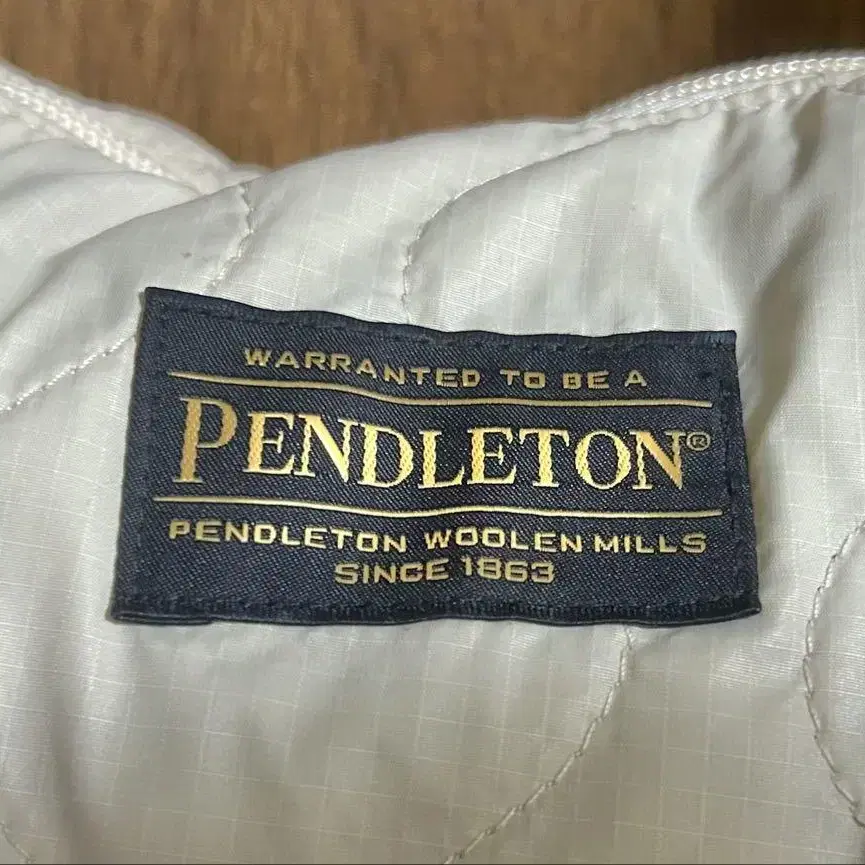 WARRANTED TO BE A
PENDLETON®
PENDLETON WOOLEN MILLS
SINCE 1863